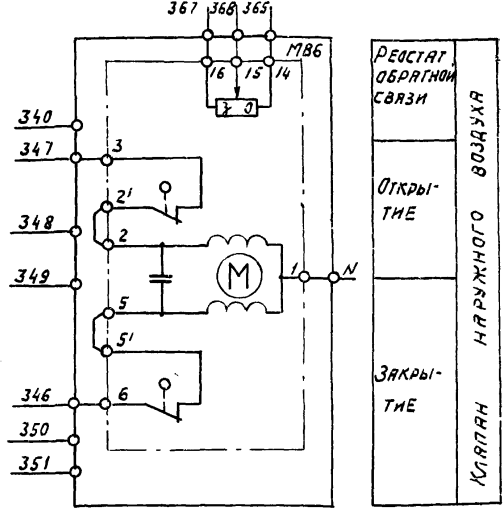 367 368 365
МВ6
16 15 14
З О
340
347
3
2'
348
2
М
1
N
349
5
5'
346
6
350
351
РЕОСТАТ
ОБРАТНОЙ
СВЯЗИ
ОТКРЫ-
ТИЕ
ЗАКРЫ-
ТИЕ
КЛАПАН НАРУЖНОГО ВОЗДУХА